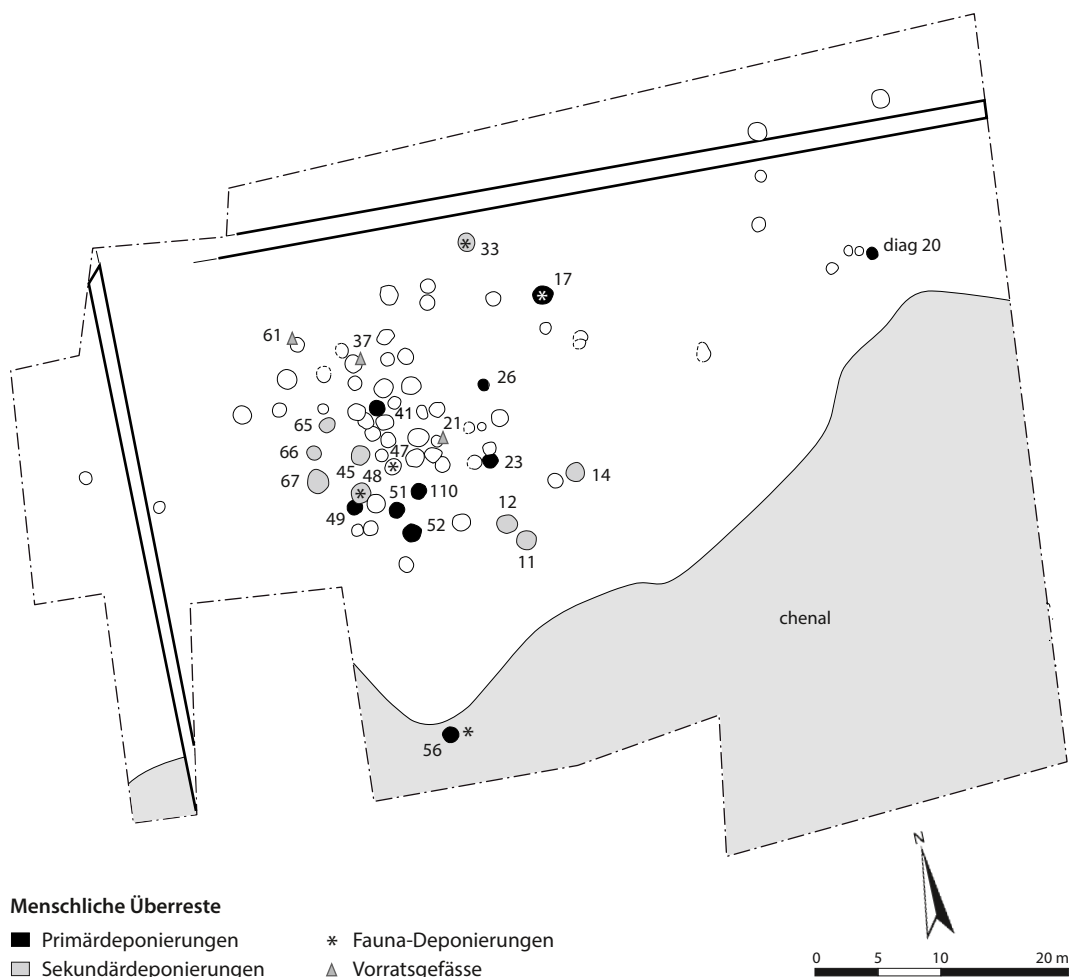 33
diag 20
17
61
37
26
41
65
21
66
47
23
45
48
14
67
51
110
12
49
52
11
chenal
56
N
Menschliche Überreste
Primärdeponierungen
* Fauna-Deponierungen
Sekundärdeponierungen
Vorratsgefässe
0 5 10 20 m